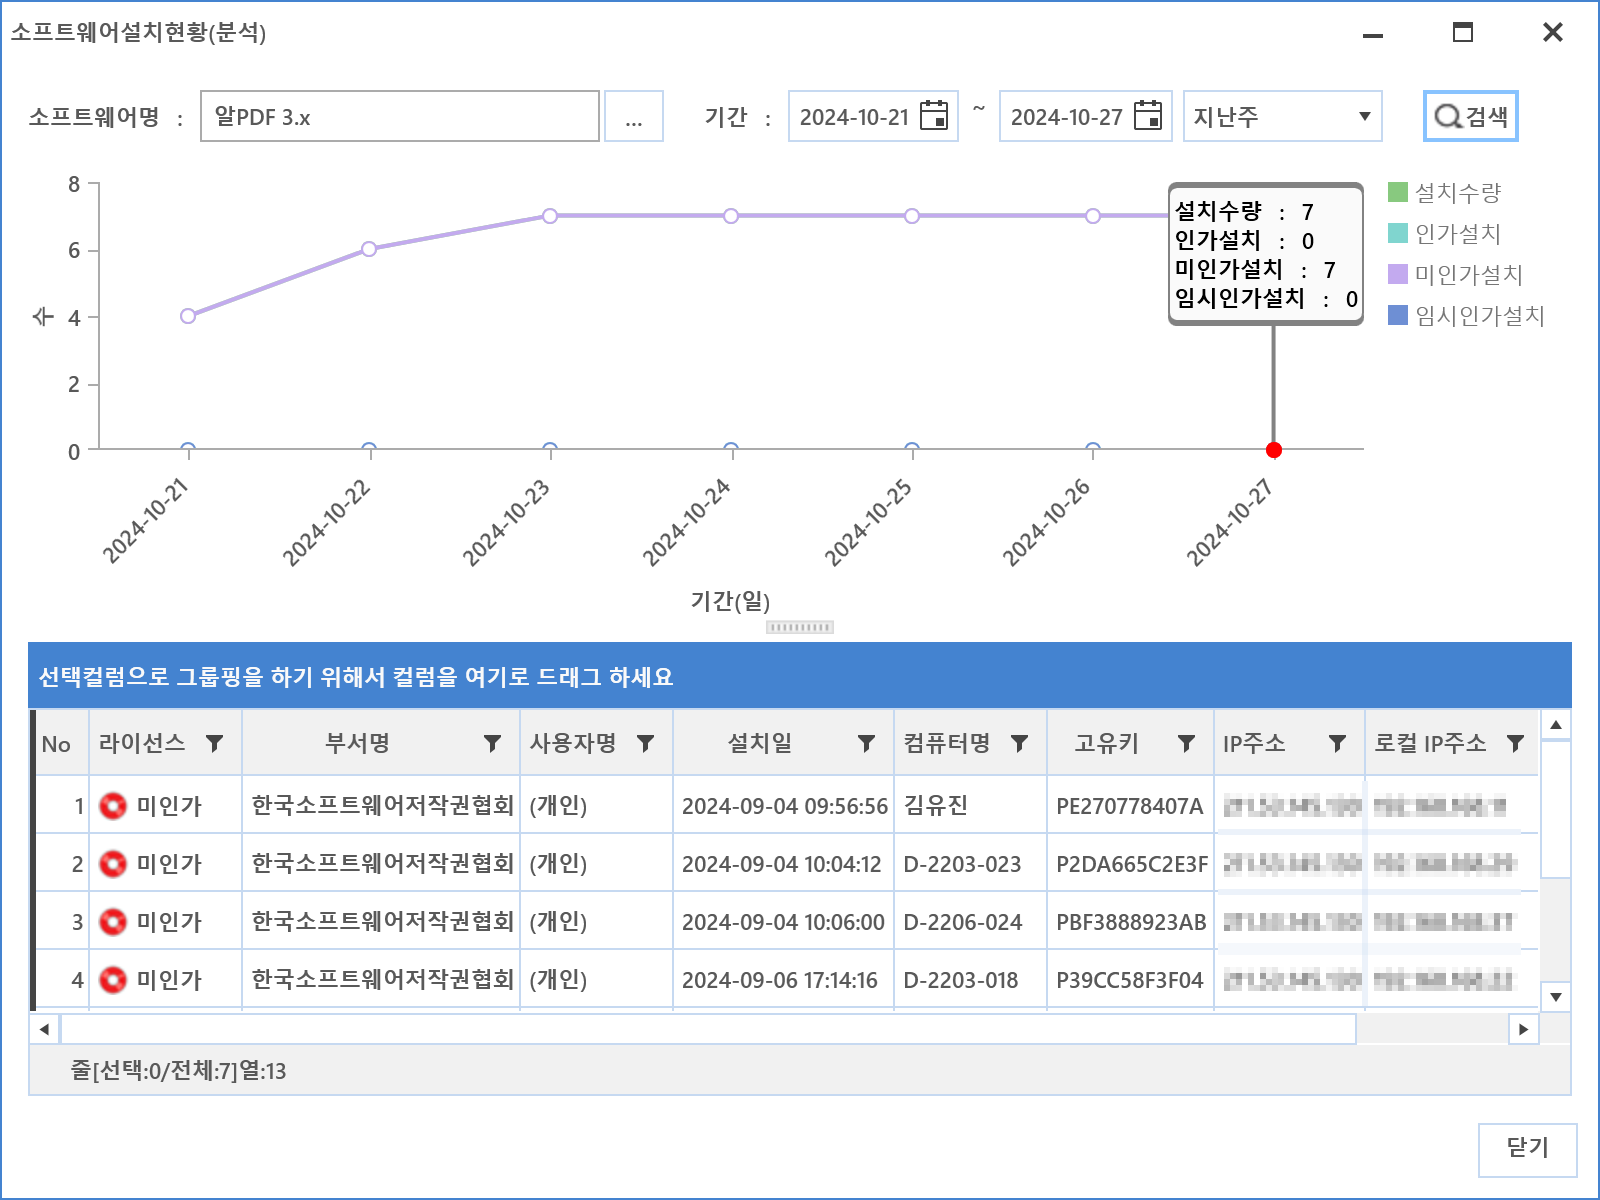 소프트웨어설치현황(분석)
소프트웨어명 : 알PDF 3.x ... 기간 : 2024-10-21 ~ 2024-10-27 지난주 검색
8
6
4
2
0
수
설치수량 : 7
인가설치 : 0
미인가설치 : 7
임시인가설치 : 0
설치수량
인가설치
미인가설치
임시인가설치
2024-10-21 2024-10-22 2024-10-23 2024-10-24 2024-10-25 2024-10-26 2024-10-27
기간(일)
선택컬럼으로 그룹핑을 하기 위해서 컬럼을 여기로 드래그 하세요
No 라이선스 부서명 사용자명 설치일 컴퓨터명 고유키 IP주소 로컬 IP주소
1 미인가 한국소프트웨어저작권협회 (개인) 2024-09-04 09:56:56 김유진 PE270778407A
2 미인가 한국소프트웨어저작권협회 (개인) 2024-09-04 10:04:12 D-2203-023 P2DA665C2E3F
3 미인가 한국소프트웨어저작권협회 (개인) 2024-09-04 10:06:00 D-2206-024 PBF3888923AB
4 미인가 한국소프트웨어저작권협회 (개인) 2024-09-06 17:14:16 D-2203-018 P39CC58F3F04
줄[선택:0/전체:7]열:13
닫기